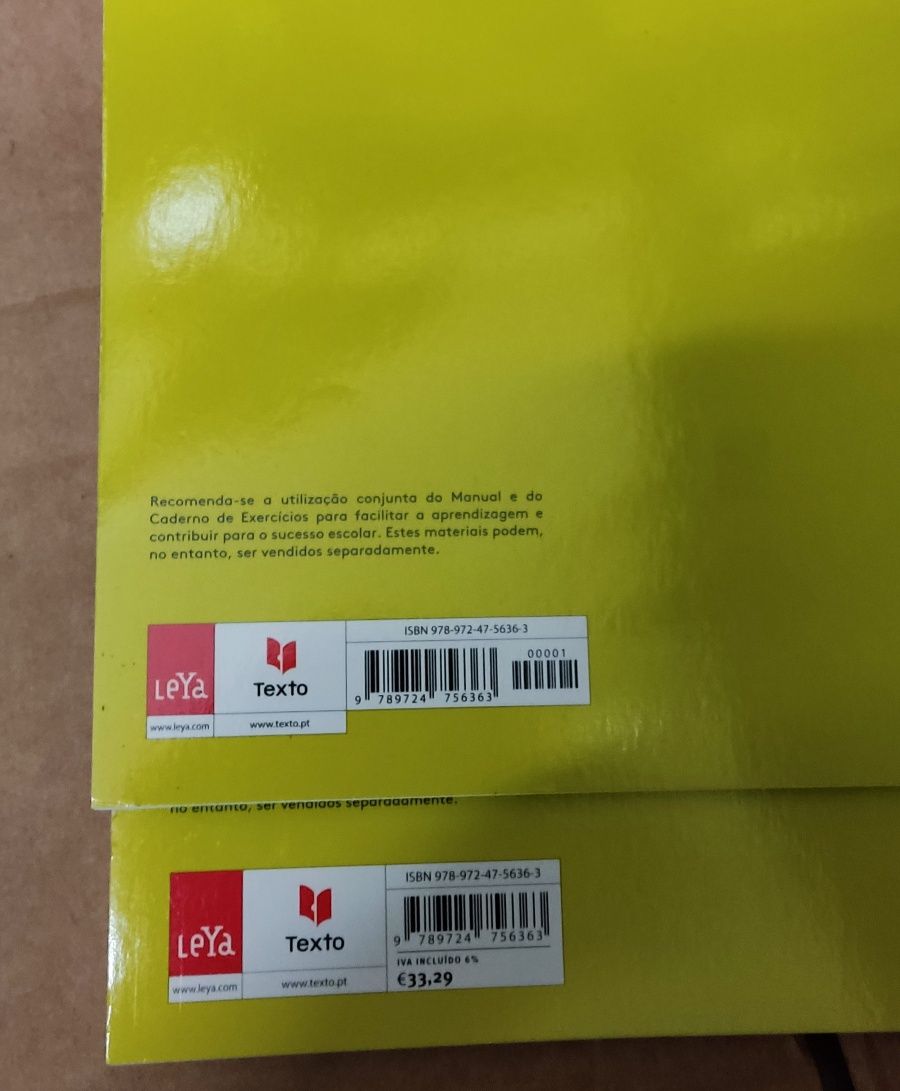 Recomenda-se a utilização conjunta do Manual e do
Caderno de Exercícios para facilitar a aprendizagem e
contribuir para o sucesso escolar. Estes materiais podem,
no entanto, ser vendidos separadamente.
LeYa
www.leya.com
Texto
www.texto.pt
ISBN 978-972-47-5636-3
00001
9 789724 756363
no entanto, ser vendidos separadamente.
LeYa
www.leya.com
Texto
www.texto.pt
ISBN 978-972-47-5636-3
9 789724 756363
IVA INCLUÍDO 6%
€33,29